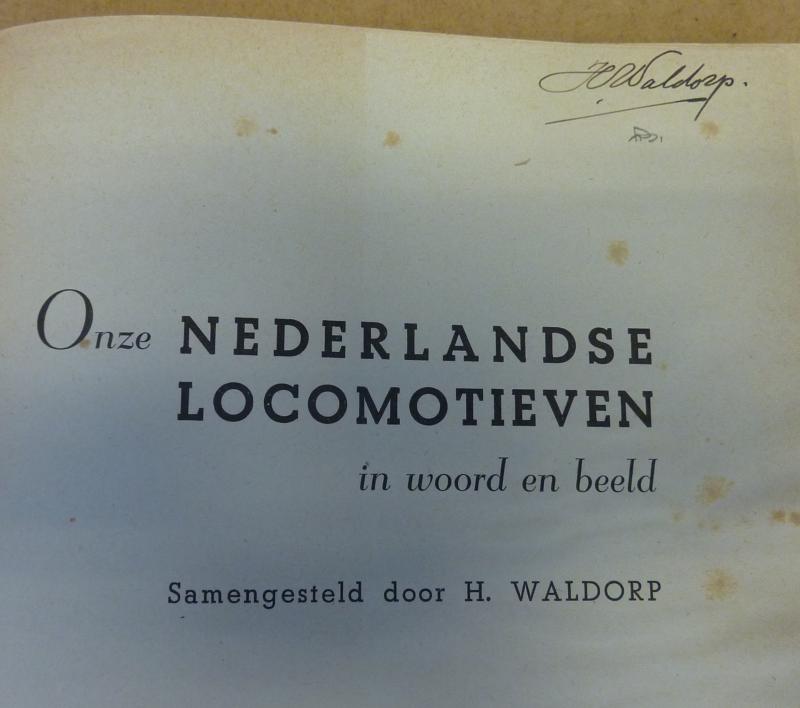 H Waldorp.
Onze NEDERLANDSE
LOCOMOTIEVEN
in woord en beeld
Samengesteld door H. WALDORP